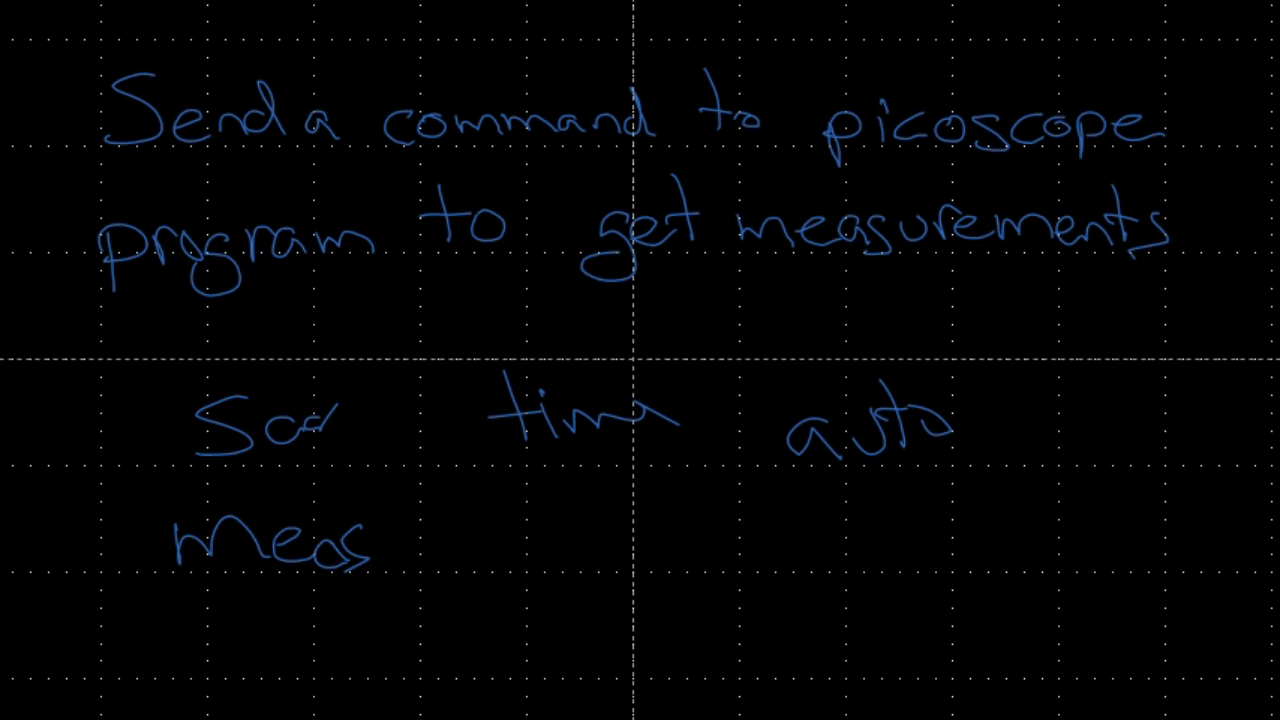 Send a command to picoscope
program to get measurements
time auto
Meas